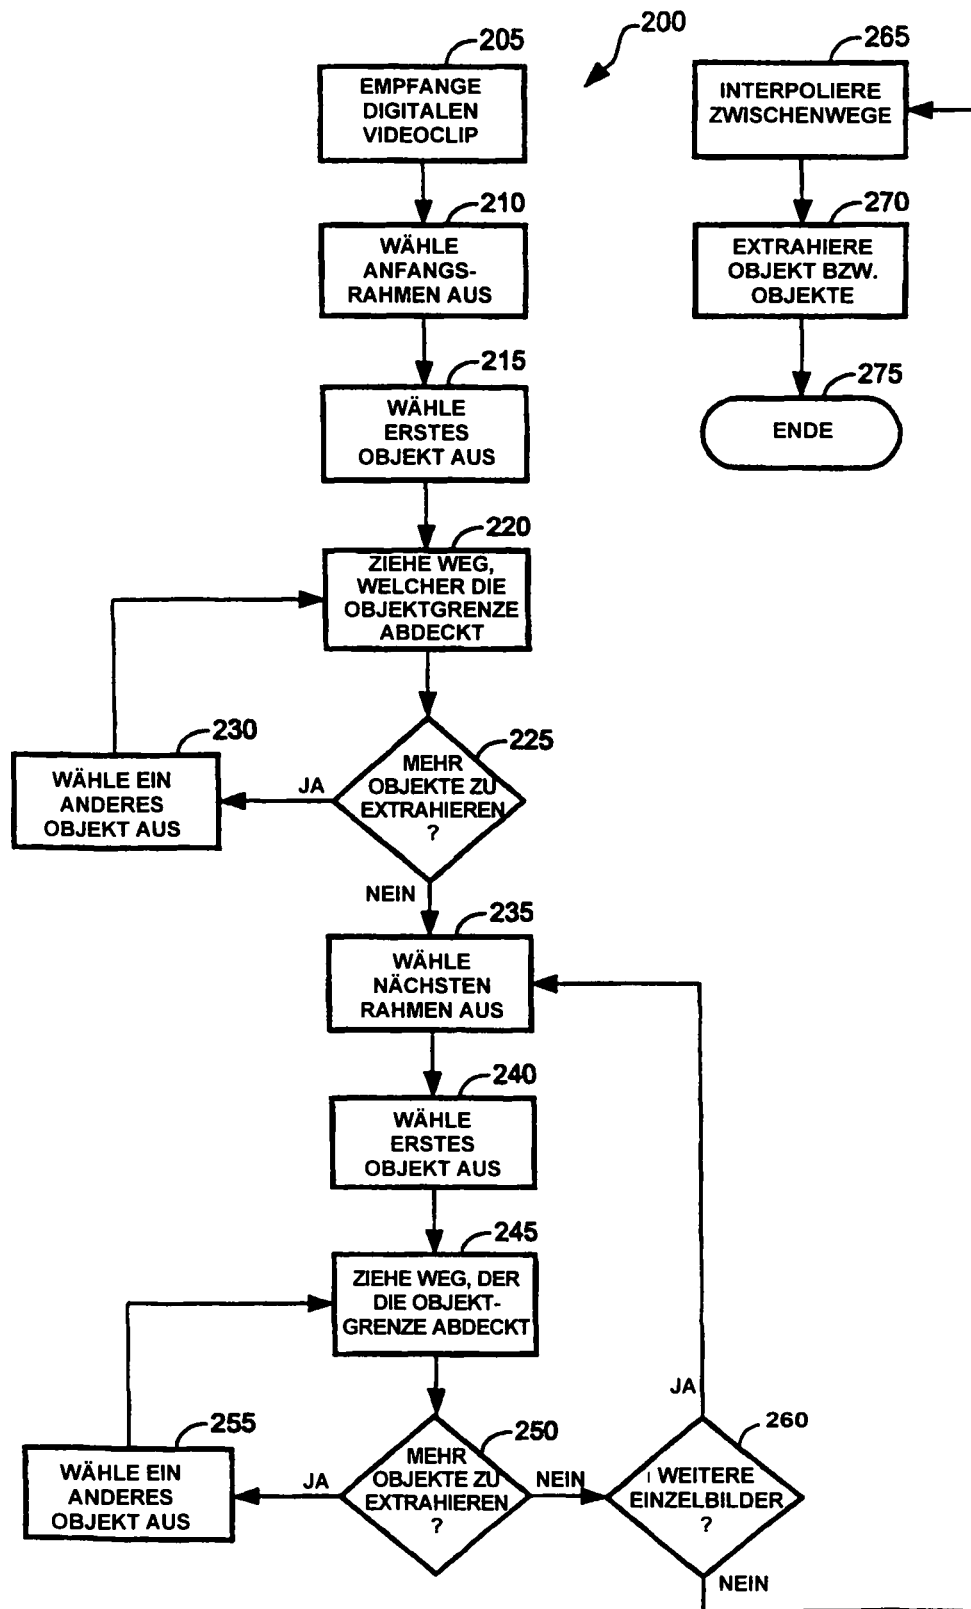 200
205
EMPFANGE
DIGITALEN
VIDEOCLIP
210
WÄHLE
ANFANGS-
RAHMEN AUS
215
WÄHLE
ERSTES
OBJEKT AUS
220
ZIEHE WEG,
WELCHER DIE
OBJEKTGRENZE
ABDECKT
225
MEHR
OBJEKTE ZU
EXTRAHIEREN
?
JA
230
WÄHLE EIN
ANDERES
OBJEKT AUS
NEIN
235
WÄHLE
NÄCHSTEN
RAHMEN AUS
240
WÄHLE
ERSTES
OBJEKT AUS
245
ZIEHE WEG, DER
DIE OBJEKT-
GRENZE ABDECKT
250
MEHR
OBJEKTE ZU
EXTRAHIEREN
?
JA
255
WÄHLE EIN
ANDERES
OBJEKT AUS
NEIN
260
WEITERE
EINZELBILDER
?
JA
NEIN
265
INTERPOLIERE
ZWISCHENWEGE
270
EXTRAHIERE
OBJEKT BZW.
OBJEKTE
275
ENDE